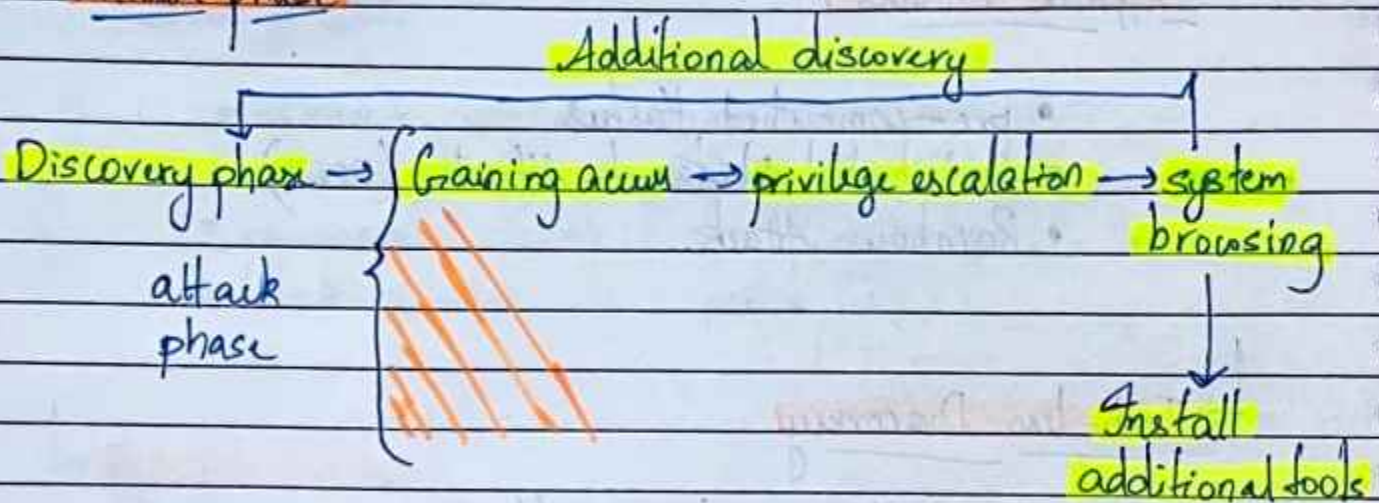 Additional discovery
Discovery phase → Gaining access → privilege escalation → system
browsing
attack
phase
Install
additional tools